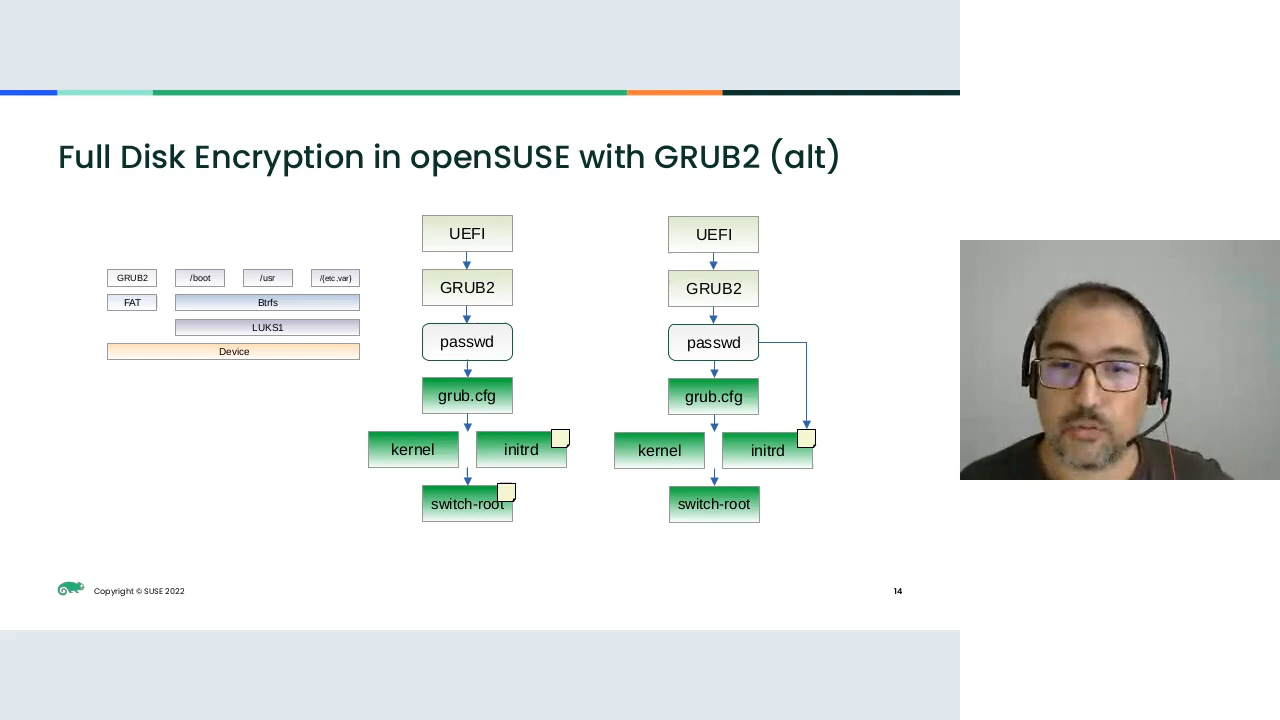 Full Disk Encryption in openSUSE with GRUB2 (alt)
GRUB2 /boot /usr /{etc,var}
FAT Btrfs
LUKS1
Device
UEFI
GRUB2
passwd
grub.cfg
kernel initrd
switch-root
UEFI
GRUB2
passwd
grub.cfg
kernel initrd
switch-root
Copyright © SUSE 2022
14